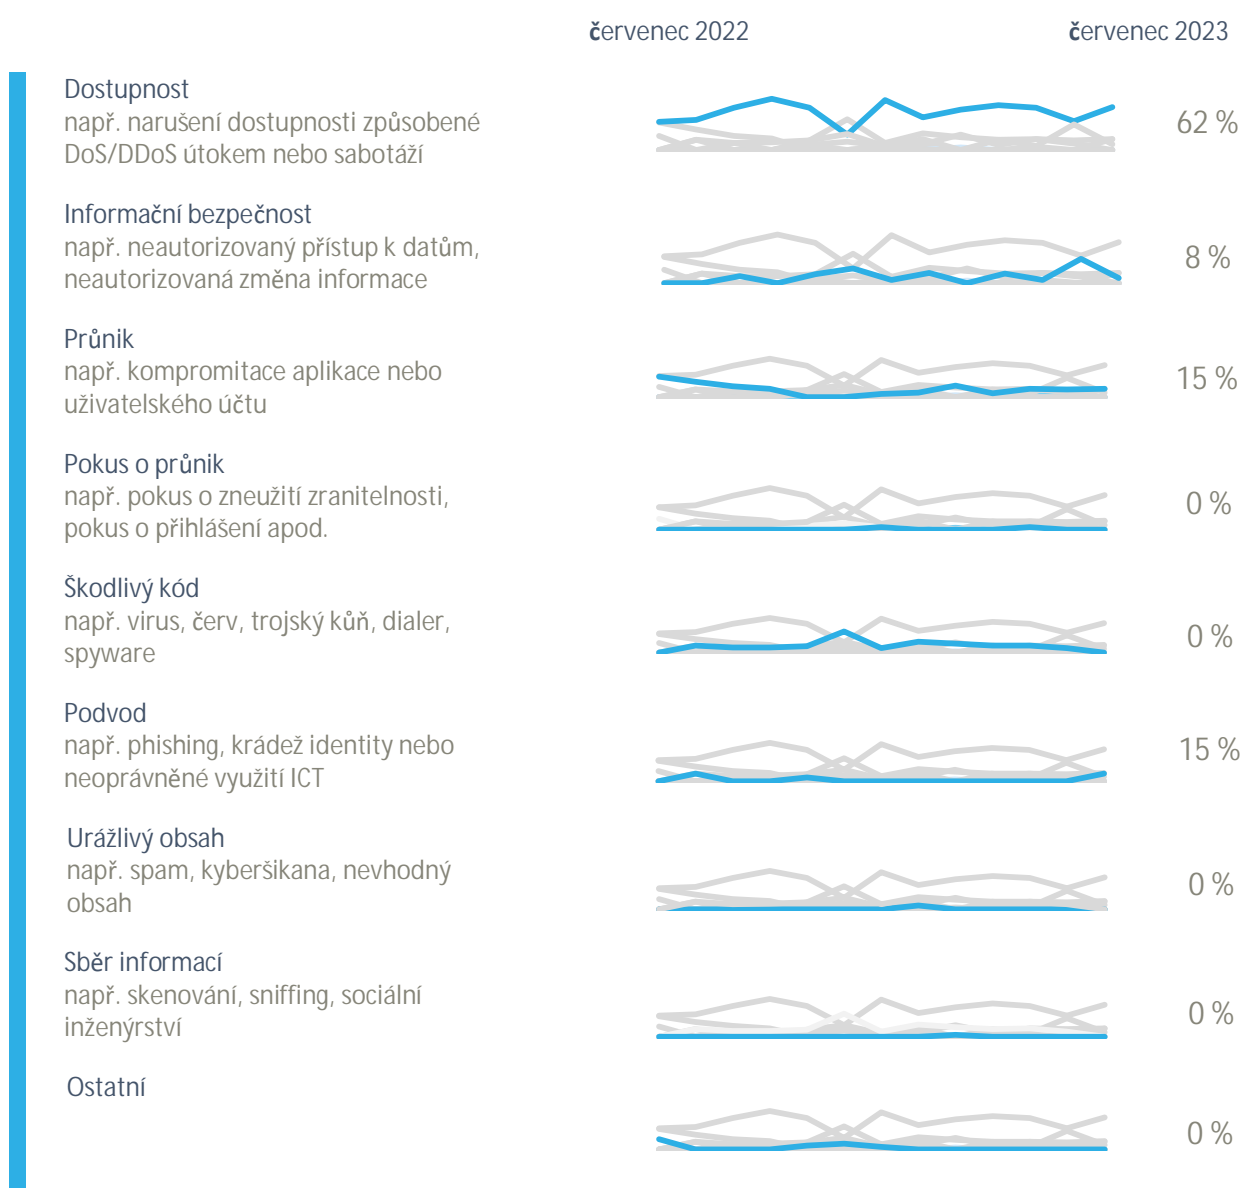 červenec 2022
červenec 2023
Dostupnost
např. narušení dostupnosti způsobené
DoS/DDoS útokem nebo sabotáží
62 %
Informační bezpečnost
např. neautorizovaný přístup k datům,
neautorizovaná změna informace
8 %
Průnik
např. kompromitace aplikace nebo
uživatelského účtu
15 %
Pokus o průnik
např. pokus o zneužití zranitelnosti,
pokus o přihlášení apod.
0 %
Škodlivý kód
např. virus, červ, trojský kůň, dialer,
spyware
0 %
Podvod
např. phishing, krádež identity nebo
neoprávněné využití ICT
15 %
Urážlivý obsah
např. spam, kyberšikana, nevhodný
obsah
0 %
Sběr informací
např. skenování, sniffing, sociální
inženýrství
0 %
Ostatní
0 %